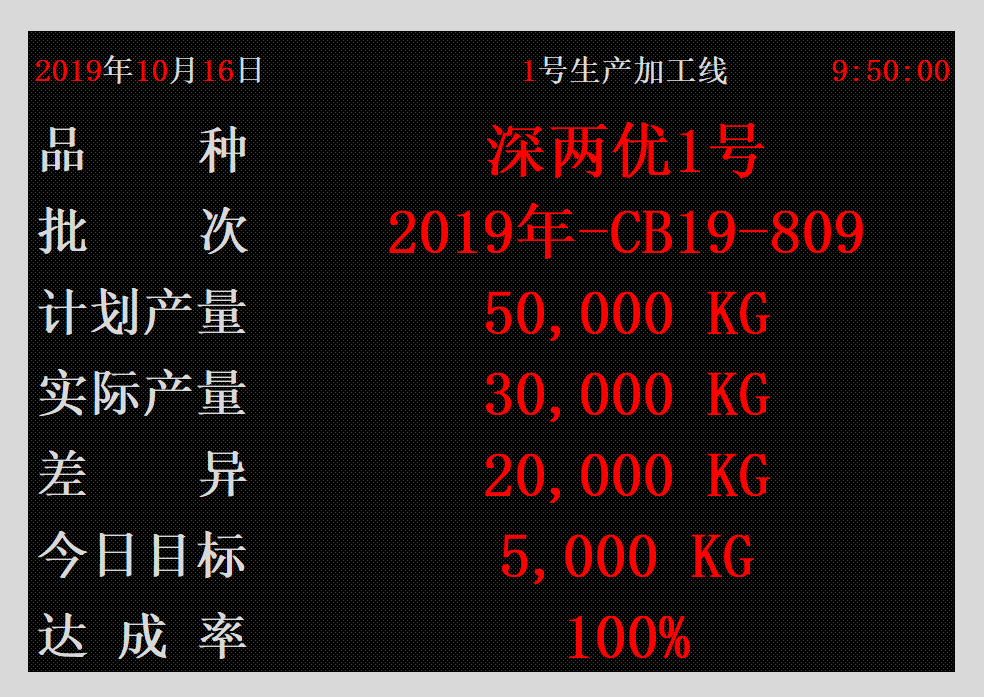 2019年10月16日 1号生产加工线 9:50:00
品 种 深两优1号
批 次 2019年-CB19-809
计划产量 50,000 KG
实际产量 30,000 KG
差 异 20,000 KG
今日目标 5,000 KG
达 成 率 100%